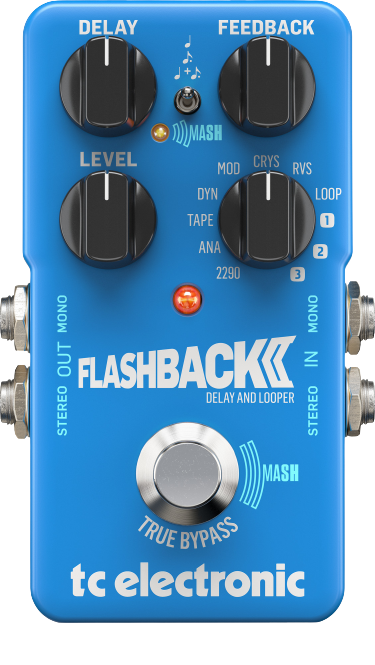 DELAY
FEEDBACK
MASH
LEVEL
MOD
CRYS
RVS
DYN
LOOP
TAPE
1
ANA
2
2290
3
STEREO OUT MONO
STEREO IN MONO
FLASHBACK
DELAY AND LOOPER
MASH
TRUE BYPASS
tc electronic